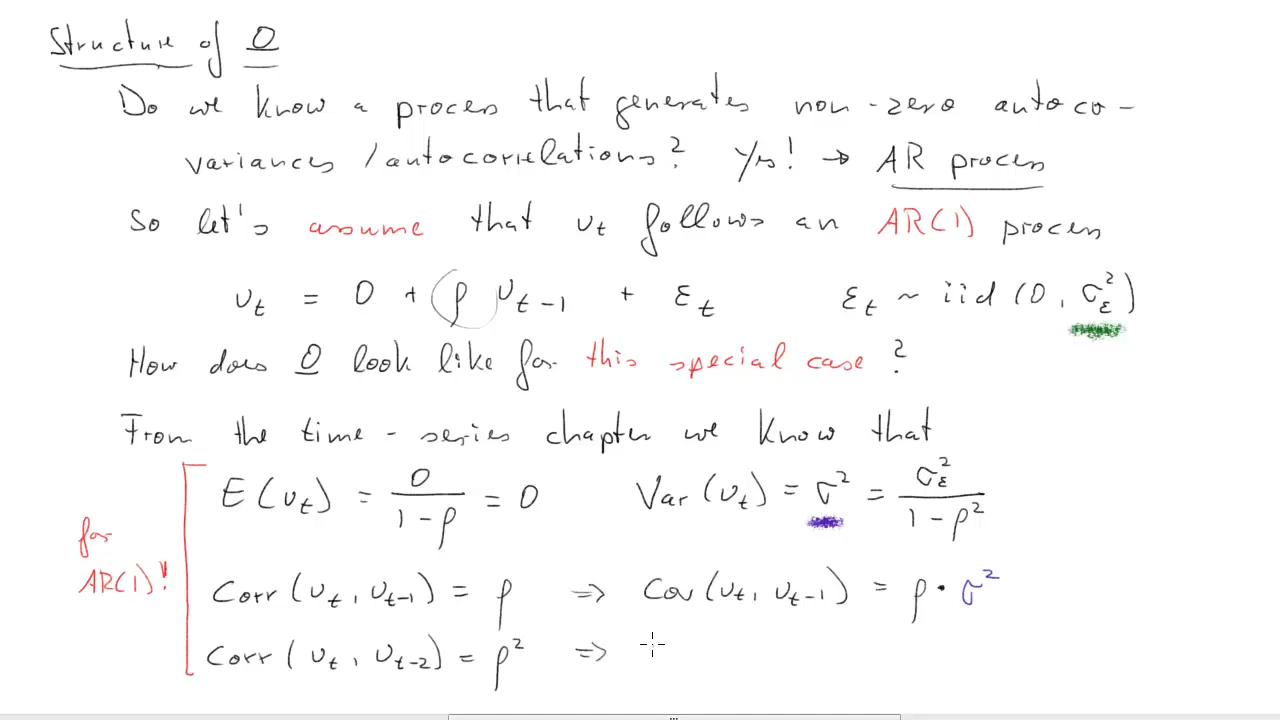 Structure of Ω
Do we know a process that generates non-zero autoco-
variances / autocorrelations? Yes! → AR process
So let's assume that υt follows an AR(1) process
υt = 0 + ρ υt-1 + εt    εt ~ iid (0, σε²)
How does Ω look like for this special case?
From the time-series chapter we know that
E(υt) = 0/(1-ρ) = 0    Var(υt) = σ² = σε²/(1-ρ²)
for
AR(1)!
Corr(υt, υt-1) = ρ ⇒ Cov(υt, υt-1) = ρ · σ²
Corr(υt, υt-2) = ρ² ⇒